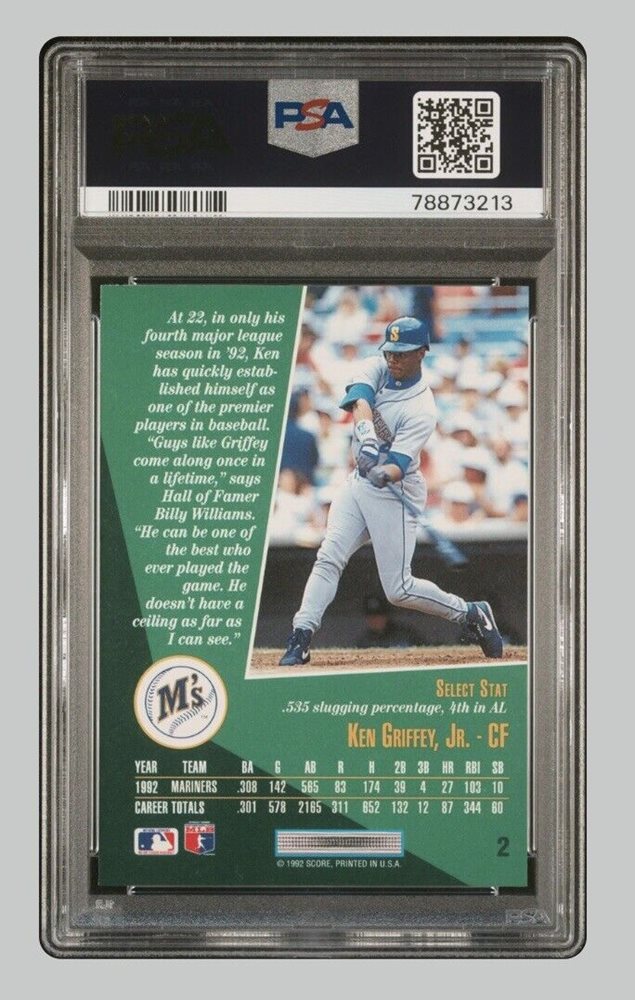 PSA
78873213
At 22, in only his
fourth major league
season in '92, Ken
has quickly estab-
lished himself as
one of the premier
players in baseball.
"Guys like Griffey
come along once in
a lifetime," says
Hall of Famer
Billy Williams.
"He can be one of
the best who
ever played the
game. He
doesn't have a
ceiling as far as
I can see."
S
M's
TM
SELECT STAT
.535 slugging percentage, 4th in AL
KEN GRIFFEY, JR. - CF
YEAR TEAM BA G AB R H 2B 3B HR RBI SB
1992 MARINERS .308 142 565 83 174 39 4 27 103 10
CAREER TOTALS .301 578 2165 311 652 132 12 87 344 60
MLB
2
© 1992 SCORE, PRINTED IN U.S.A.
PSA